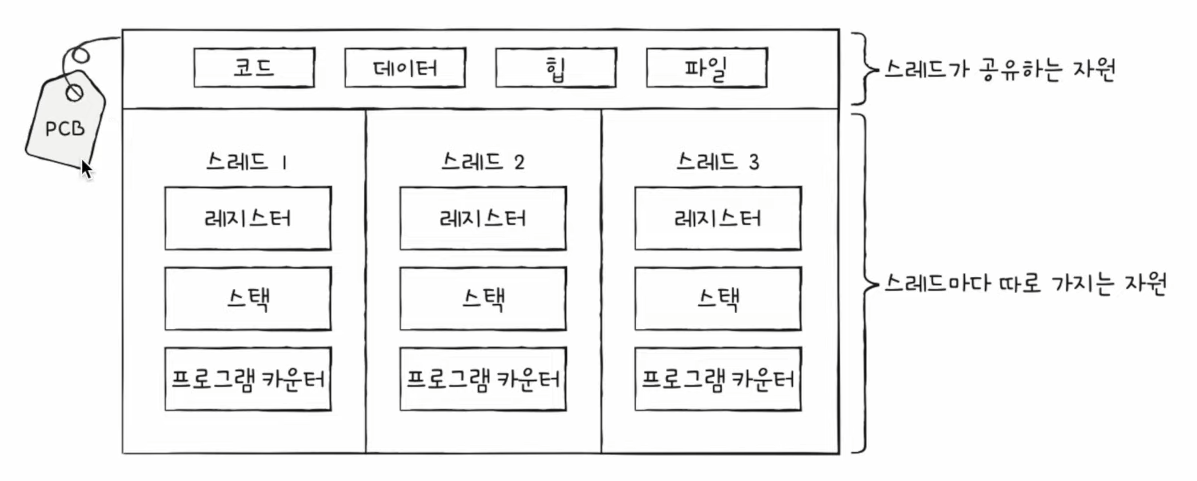 코드 데이터 힙 파일
스레드가 공유하는 자원
PCB
스레드 1 스레드 2 스레드 3
레지스터 레지스터 레지스터
스택 스택 스택
스레드마다 따로 가지는 자원
프로그램 카운터 프로그램 카운터 프로그램 카운터